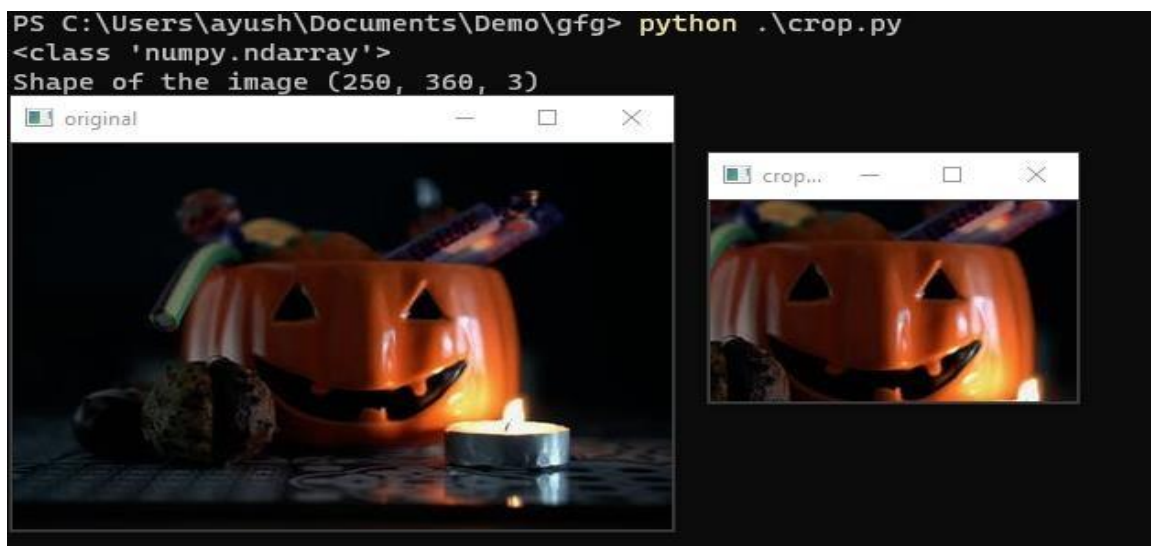 PS C:\Users\ayush\Documents\Demo\gfg> python .\crop.py
<class 'numpy.ndarray'>
Shape of the image (250, 360, 3)
original
crop...